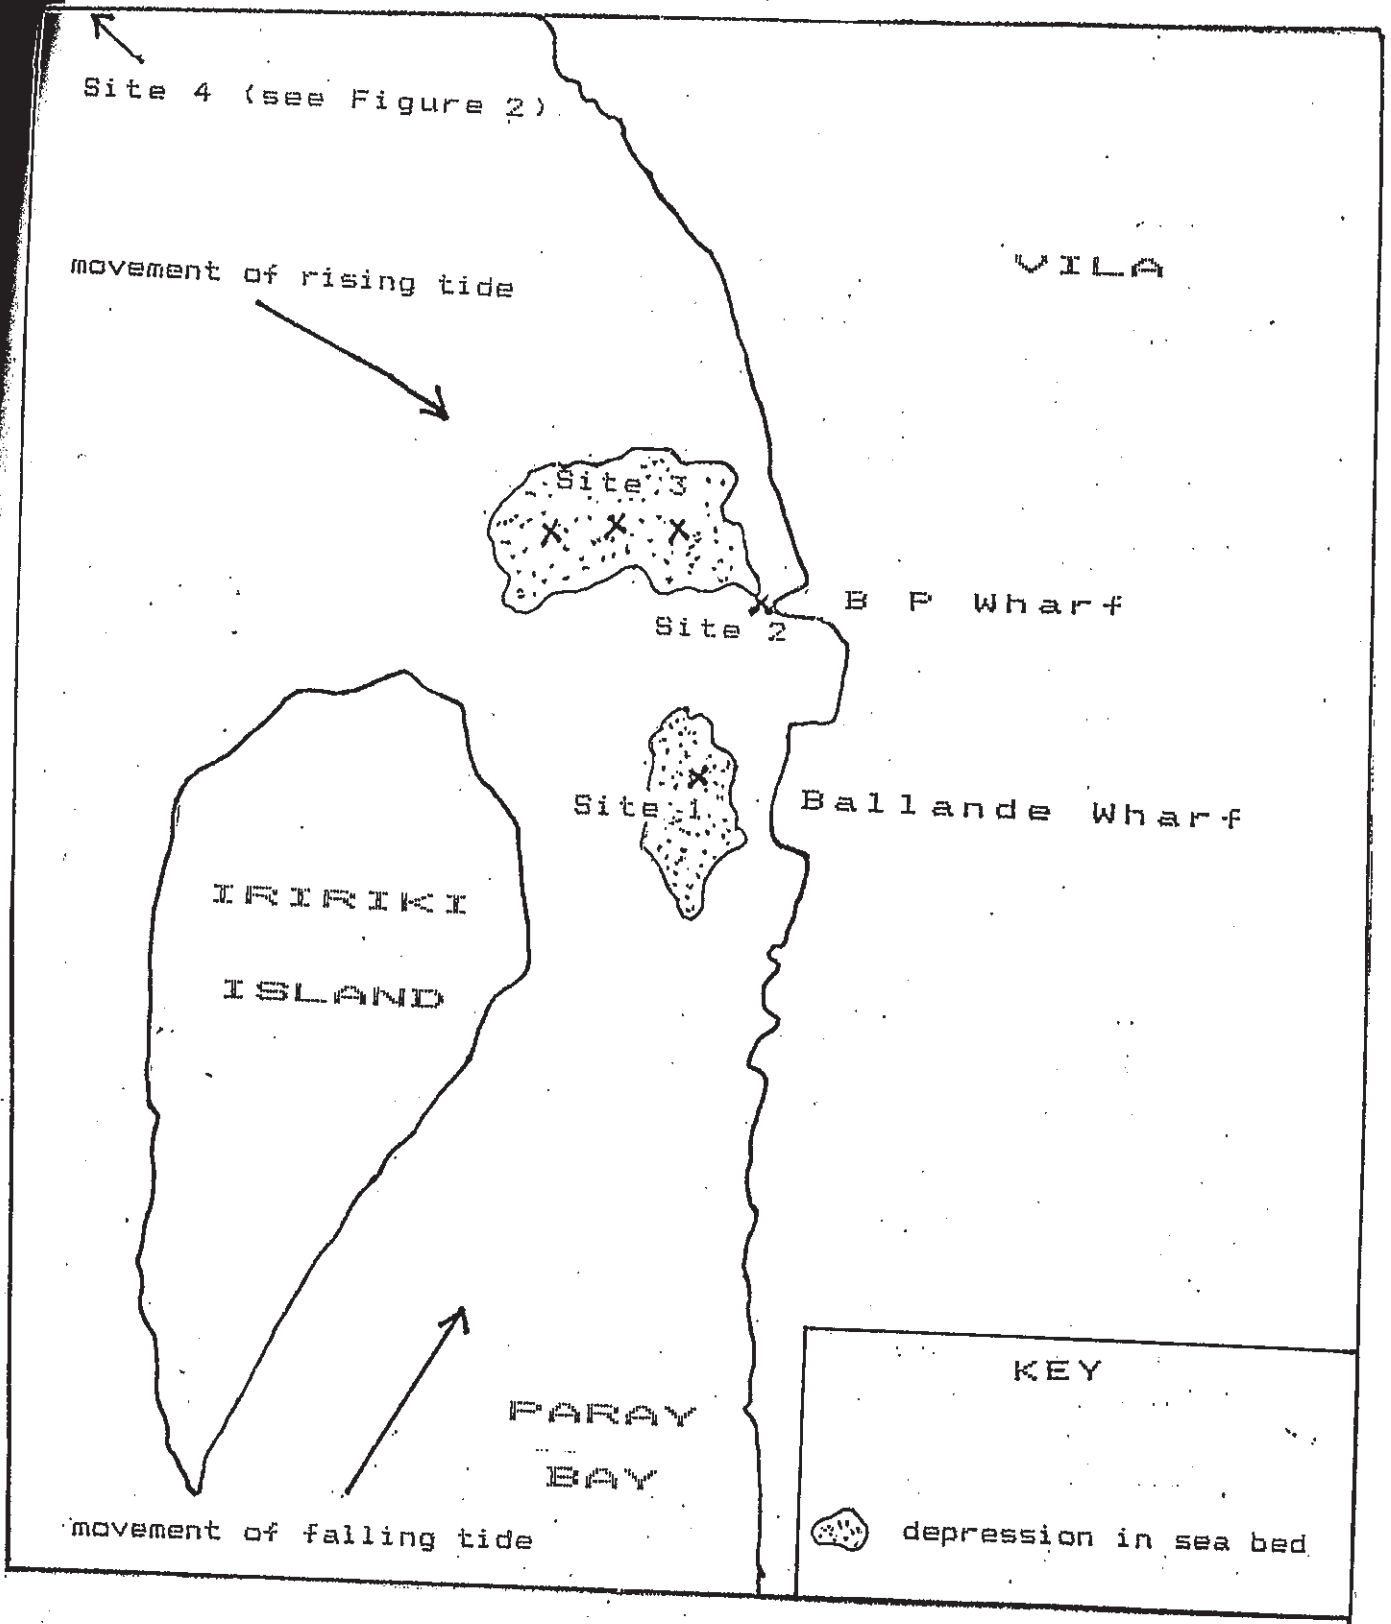 Site 4 (see Figure 2)
VILA
movement of rising tide
Site 3
B P Wharf
Site 2
Site 1
Ballande Wharf
IRIRIKI
ISLAND
KEY
PARAY
BAY
movement of falling tide
depression in sea bed